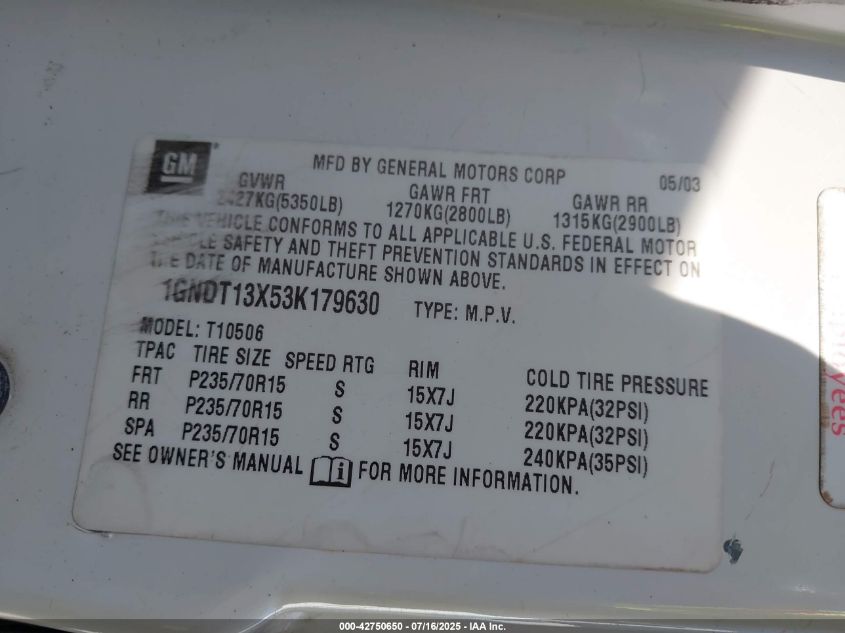 GM
MFD BY GENERAL MOTORS CORP 05/03
GVWR GAWR FRT GAWR RR
2427KG(5350LB) 1270KG(2800LB) 1315KG(2900LB)
THIS VEHICLE CONFORMS TO ALL APPLICABLE U.S. FEDERAL MOTOR
VEHICLE SAFETY AND THEFT PREVENTION STANDARDS IN EFFECT ON
THE DATE OF MANUFACTURE SHOWN ABOVE.
1GNDT13X53K179630 TYPE: M.P.V.
MODEL: T10506
TPAC TIRE SIZE SPEED RTG RIM COLD TIRE PRESSURE
FRT P235/70R15 S 15X7J 220KPA(32PSI)
RR P235/70R15 S 15X7J 220KPA(32PSI)
SPA P235/70R15 S 15X7J 240KPA(35PSI)
SEE OWNER'S MANUAL i FOR MORE INFORMATION.
000-42750650 - 07/16/2025 - IAA Inc.